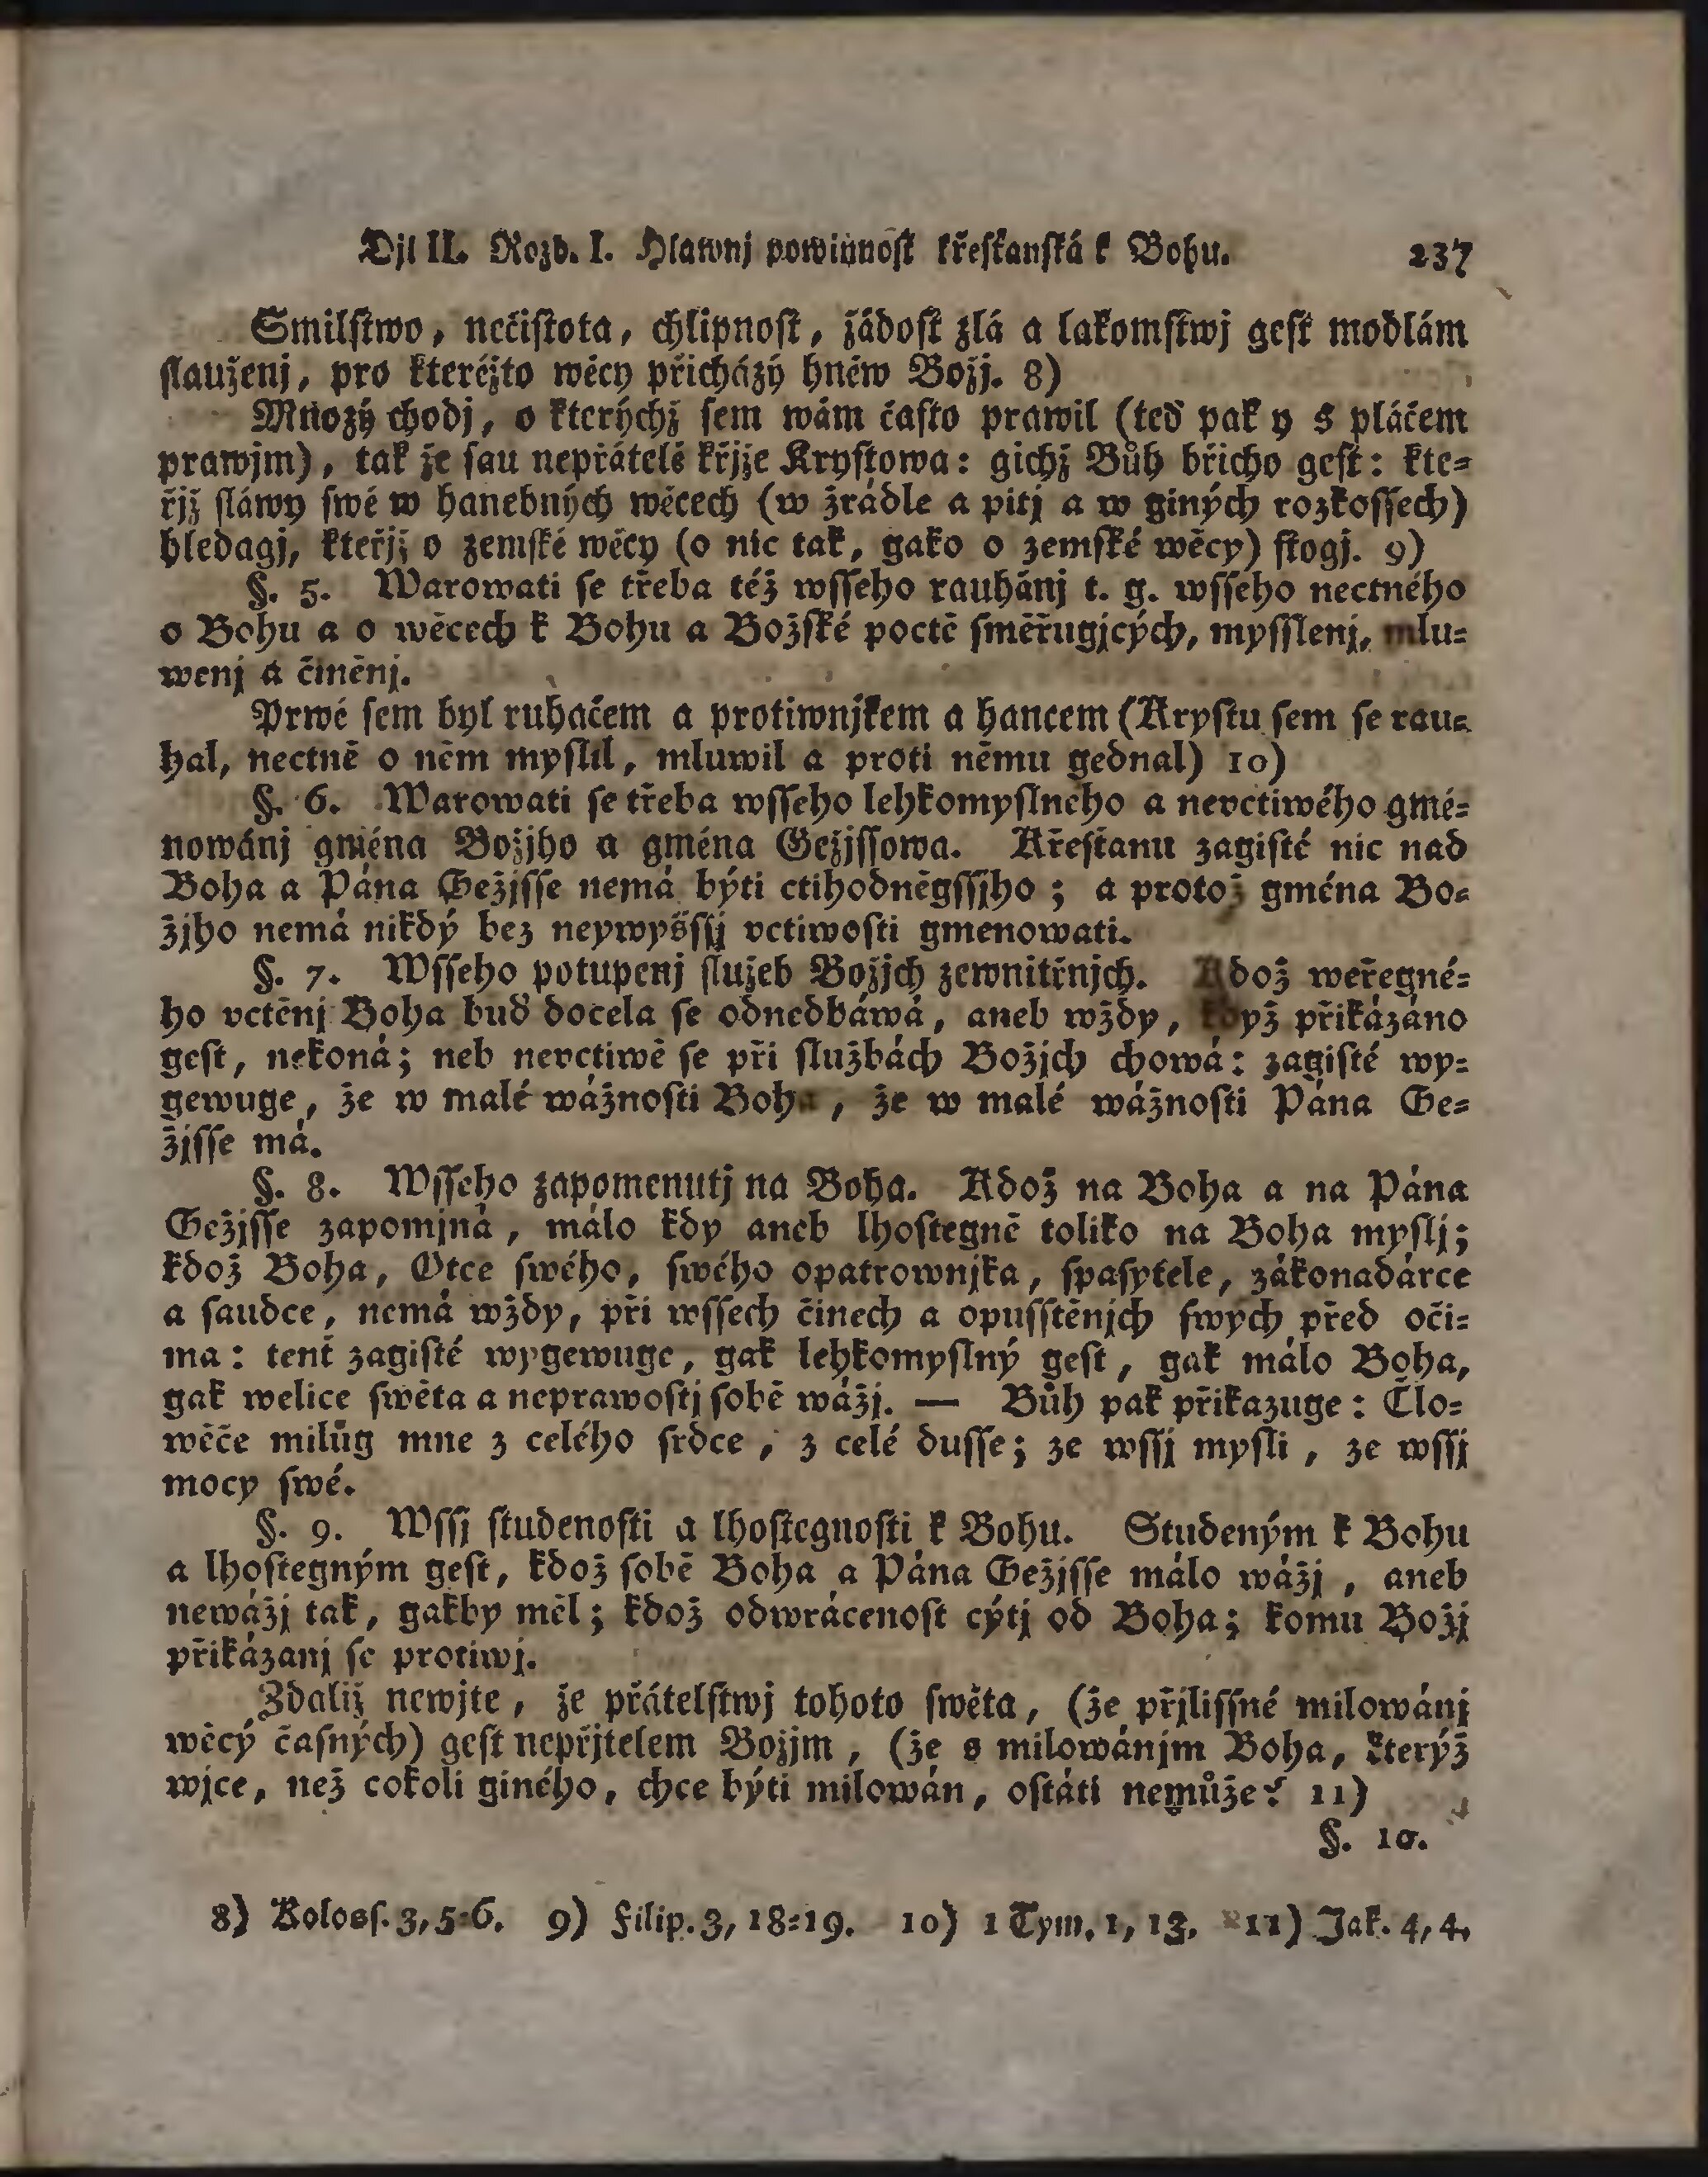 Djl II. Rozd. I. Hlawnj powinnost křesťanská k Bohu. 237
Smilstwo, nečistota, chlipnost, žádost zlá a lakomstwj gest modlám
slauženj, pro kteréžto wěcy přicházý hněw Božj. 8)
Mnozý chodj, o kterýchž sem wám často prawil (teď pak y s pláčem
prawjm), tak že sau nepřátelé křjže Krystowa: gichž Bůh břicho gest: kte-
řjž sláwy swé w hanebných wěcech (w žrádle a pitj a w giných rozkossech)
hledagj, kteřjž o zemské wěcy (o nic tak, gako o zemské wěcy) stogj. 9)
§. 5. Warowati se třeba též wsseho rauhánj t. g. wsseho nectného
o Bohu a o wěcech k Bohu a Božské poctě směřugjcých, mysslenj, mlu-
wenj a činěnj.
Prwé sem byl ruhačem a protiwnjkem a hancem (Krystu sem se rau-
hal, nectně o něm myslil, mluwil a proti němu gednal) 10)
§. 6. Warowati se třeba wsseho lehkomyslného a nevctiwého gmé-
nowánj gména Božjho a gména Gežjssowa. Křestanu zagisté nic nad
Boha a Pána Gežjsse nemá býti ctihodněgssjho; a protož gména Bo-
žjho nemá nikdý bez neywyšssj vctiwosti gmenowati.
§. 7. Wsseho potupenj služeb Božjch zewnitřnjch. Kdož weřegné-
ho vctěnj Boha buď docela se odnedbáwá, aneb wždy, když přikázáno
gest, nekoná; neb nevctiwě se při službách Božjch chowá: zagisté wy-
gewuge, že w malé wážnosti Boha, že w malé wážnosti Pána Ge-
žjsse má.
§. 8. Wsseho zapomenutj na Boha. Kdož na Boha a na Pána
Gežjsse zapomjná, málo kdy aneb lhostegně toliko na Boha myslj;
kdož Boha, Otce swého, swého opatrownjka, spasytele, zákonadárce
a saudce, nemá wždy, při wssech činech a opusstěnjch swých před oči-
ma: tenť zagisté wygewuge, gak lehkomyslný gest, gak málo Boha,
gak welice swěta a neprawostj sobě wážj. — Bůh pak přikazuge: Člo-
wěče milůg mne z celého srdce, z celé dusse; ze wssj mysli, ze wssj
mocy swé.
§. 9. Wssj studenosti a lhostegnosti k Bohu. Studeným k Bohu
a lhostegným gest, kdož sobě Boha a Pána Gežjsse málo wážj, aneb
newážj tak, gakby měl; kdož odwrácenost cýtj od Boha; komu Božj
přikázanj se protiwj.
Zdaliž newjte, že přátelstwj tohoto swěta, (že přjlissné milowánj
wěcý časných) gest nepřjtelem Božjm, (že s milowánjm Boha, kterýž
wjce, než cokoli giného, chce býti milowán, ostáti nemůže? 11)
§. 10.
8) Koloss. 3, 5-6. 9) Filip. 3, 18-19. 10) 1 Tym. 1, 13. 11) Jak. 4, 4.